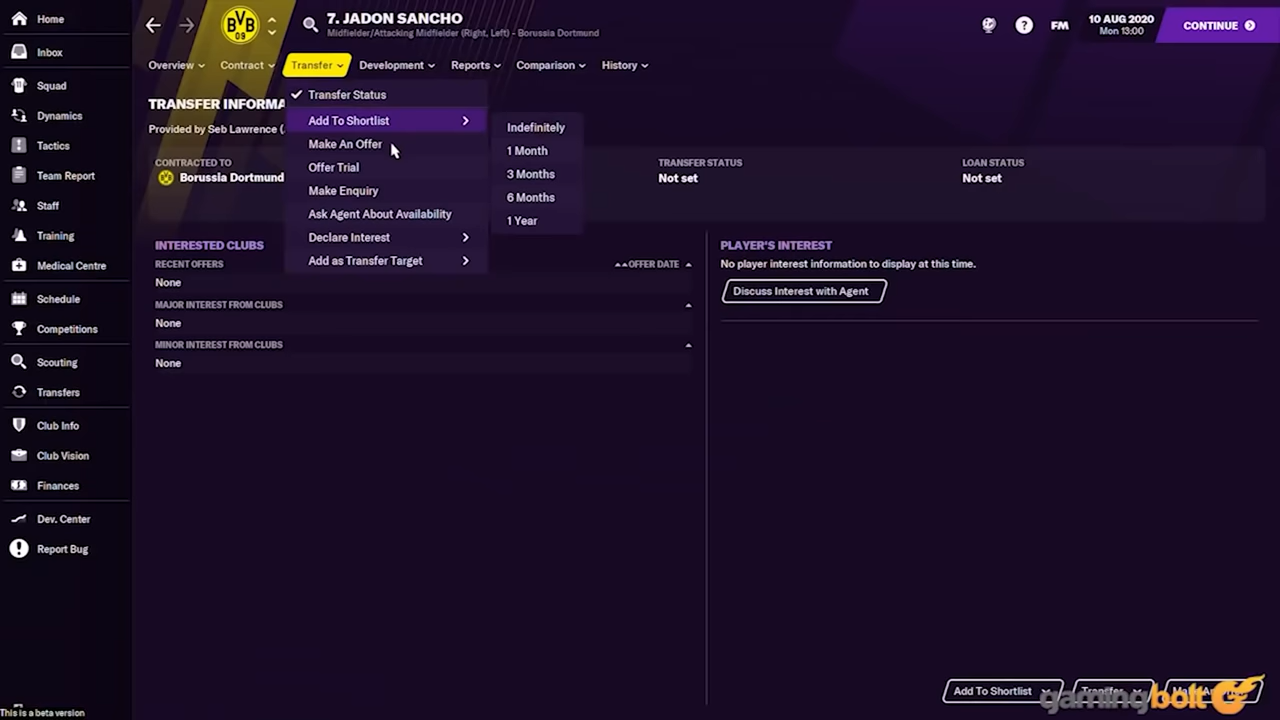 Home
Inbox
Squad
Dynamics
Tactics
Team Report
Staff
Training
Medical Centre
Schedule
Competitions
Scouting
Transfers
Club Info
Club Vision
Finances
Dev. Center
Report Bug
This is a beta version
BVB
09
7. JADON SANCHO
Midfielder/Attacking Midfielder (Right, Left) - Borussia Dortmund
FM
10 AUG 2020
Mon 13:00
CONTINUE
Overview
Contract
Transfer
Development
Reports
Comparison
History
TRANSFER INFORMA
Provided by Seb Lawrence (
CONTRACTED TO
Borussia Dortmund
Transfer Status
Add To Shortlist
Make An Offer
Offer Trial
Make Enquiry
Ask Agent About Availability
Declare Interest
Add as Transfer Target
Indefinitely
1 Month
3 Months
6 Months
1 Year
TRANSFER STATUS
Not set
LOAN STATUS
Not set
INTERESTED CLUBS
RECENT OFFERS
OFFER DATE
None
MAJOR INTEREST FROM CLUBS
None
MINOR INTEREST FROM CLUBS
None
PLAYER'S INTEREST
No player interest information to display at this time.
Discuss Interest with Agent
Add To Shortlist
gamingbolt